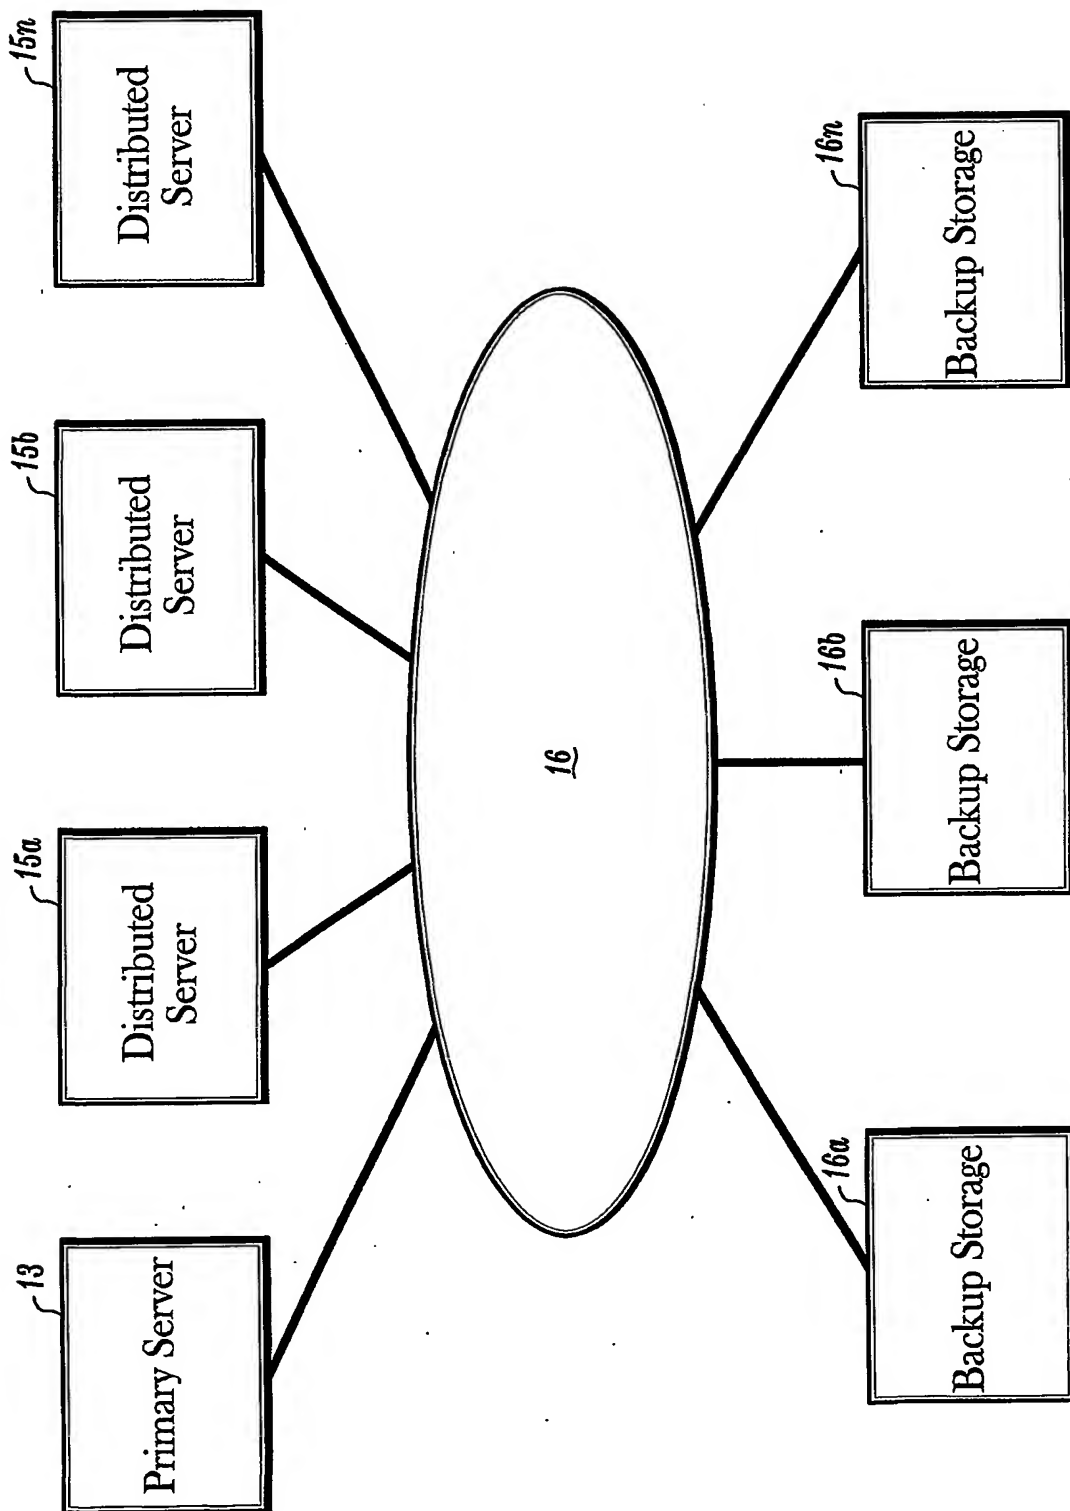 13
Primary Server
15a
Distributed
Server
15b
Distributed
Server
15n
Distributed
Server
16
16a
Backup Storage
16b
Backup Storage
16n
Backup Storage